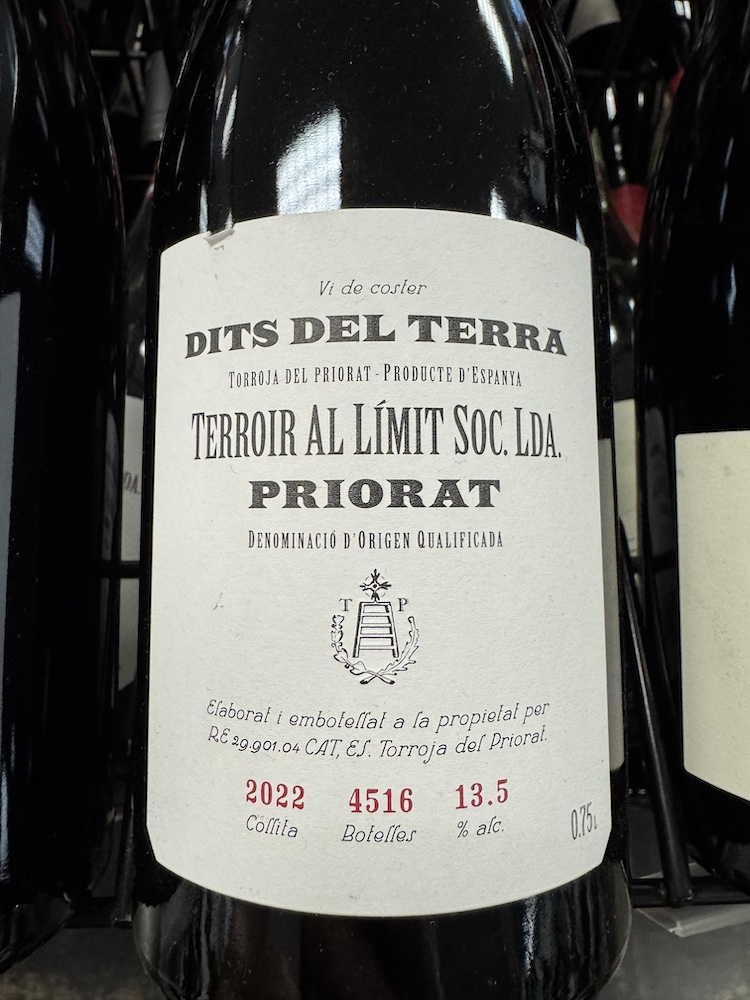 Vi de coster
DITS DEL TERRA
TORROJA DEL PRIORAT - PRODUCTE D'ESPANYA
TERROIR AL LÍMIT SOC. LDA.
PRIORAT
DENOMINACIÓ D'ORIGEN QUALIFICADA
T P
Elaborat i embotellat a la propietat per
RE 29.901.04 CAT, ES. Torroja del Priorat.
2022 4516 13.5
Collita Botelles % alc.
0.75L
DA.